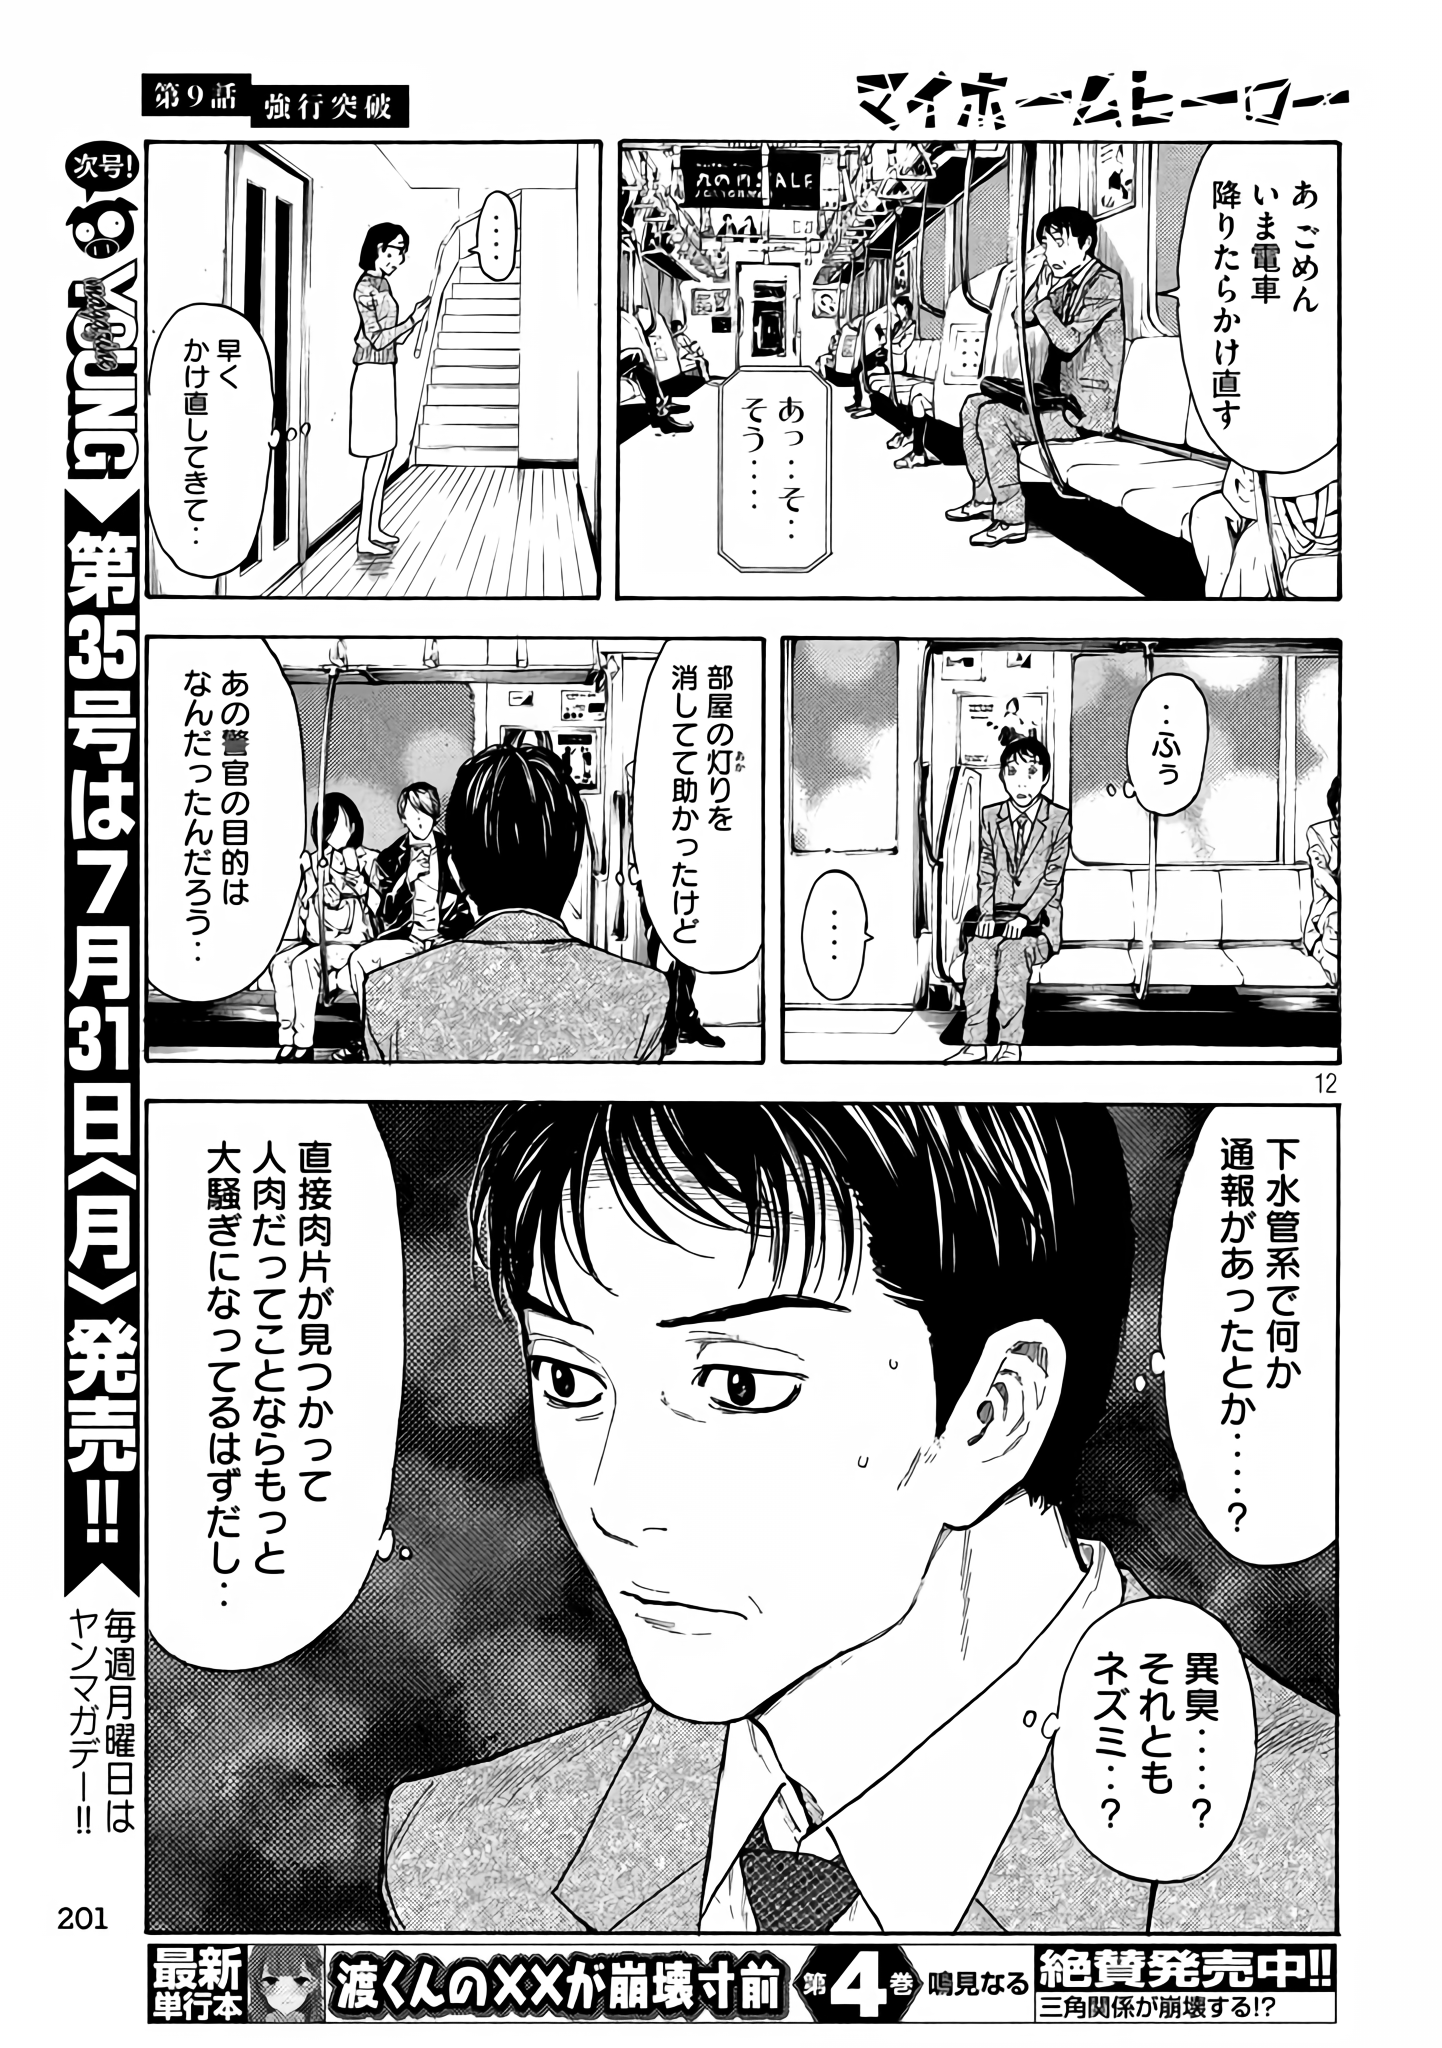 第9話
強行突破
マイホームヒーロー
あ ごめん
いま電車
降りたらかけ直す
あっ‥そ‥
そう‥‥
‥‥
早く
かけ直してきて‥
‥ふぅ
‥‥
部屋の灯りを
あか
消してて助かったけど
あの警官の目的は
なんだったんだろう‥
12
下水管系で何か
通報があったとか‥‥?
異臭‥‥?
それとも
ネズミ‥?
直接肉片が見つかって
人肉だってことならもっと
大騒ぎになってるはずだし‥
次号!
YOUNG
magazine
第35号は7月31日〈月〉発売!!
毎週月曜日は
ヤンマガデー!!
201
最新
単行本
渡くんの××が崩壊寸前
第4巻
鳴見なる
絶賛発売中!!
三角関係が崩壊する!?